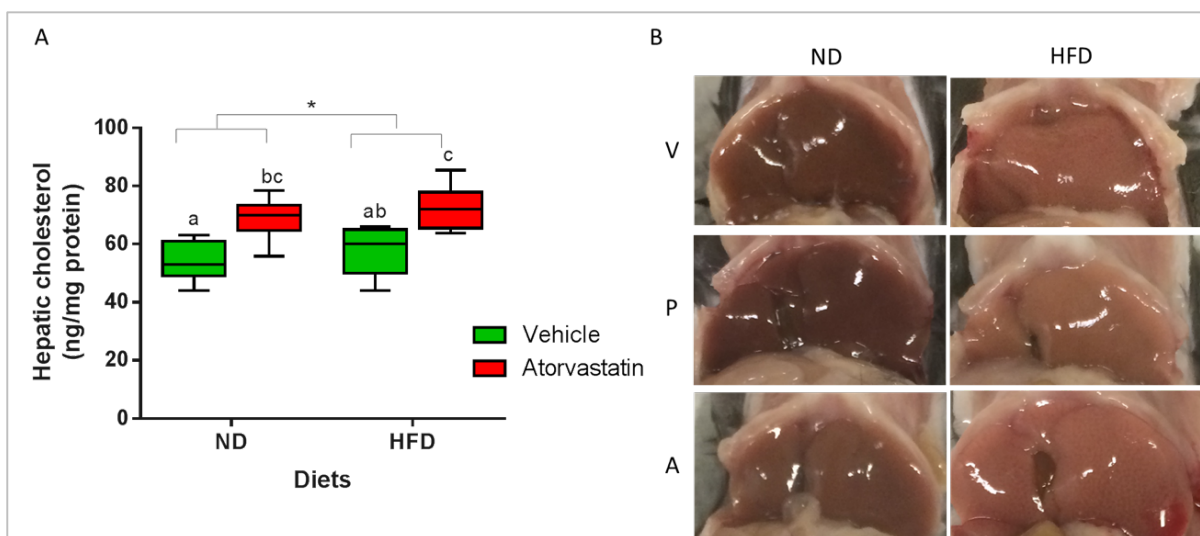 A
Hepatic cholesterol
(ng/mg protein)
100
80
60
40
20
0
*
a
bc
ab
c
Vehicle
Atorvastatin
ND
HFD
Diets
B
ND
HFD
V
P
A